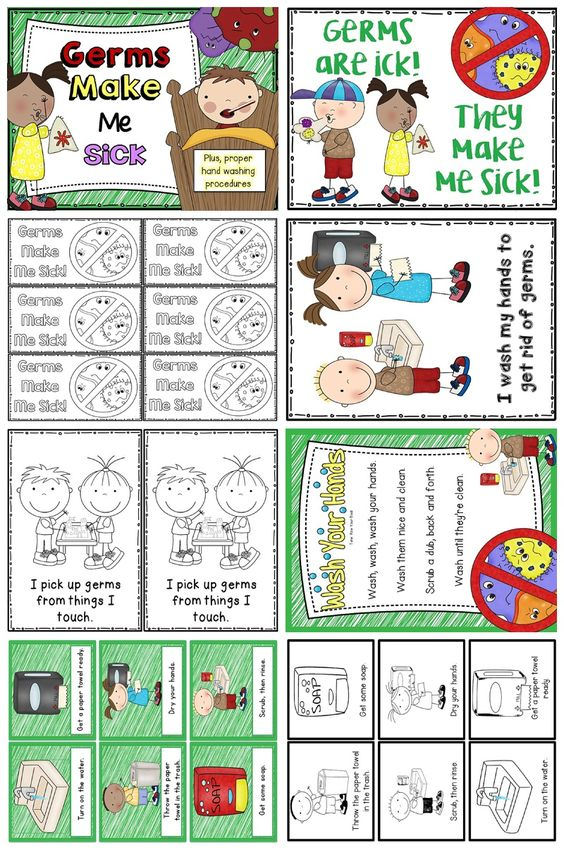 Germs
Make
Me
Sick
Plus, proper
hand washing
procedures
GERMS
ARE ICK!
THEY
MAKE
ME SICK!
Germs
Make
Me Sick!
Germs
Make
Me Sick!
Germs
Make
Me Sick!
Germs
Make
Me Sick!
Germs
Make
Me Sick!
Germs
Make
Me Sick!
I wash my hands to
get rid of germs.
I pick up germs
from things I
touch.
I pick up germs
from things I
touch.
Wash Your Hands
Tune: Row Your Boat
Wash, wash, wash your hands.
Wash them nice and clean.
Scrub a dub, back and forth
Wash until they're clean
Get a paper towel ready.
Dry your hands.
Scrub, then rinse.
Turn on the water.
Throw the paper
towel in the trash.
SOAP
Get some soap.
SOAP
Get some soap.
Dry your hands
Get a paper towel
ready.
Throw the paper towel
in the trash
Scrub, then rinse.
Turn on the water.